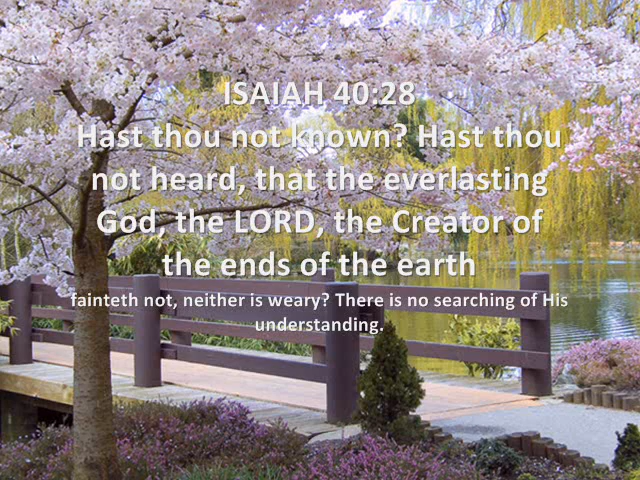 ISAIAH 40:28
Hast thou not known? Hast thou
not heard, that the everlasting
God, the LORD, the Creator of
the ends of the earth
fainteth not, neither is weary? There is no searching of His
understanding.